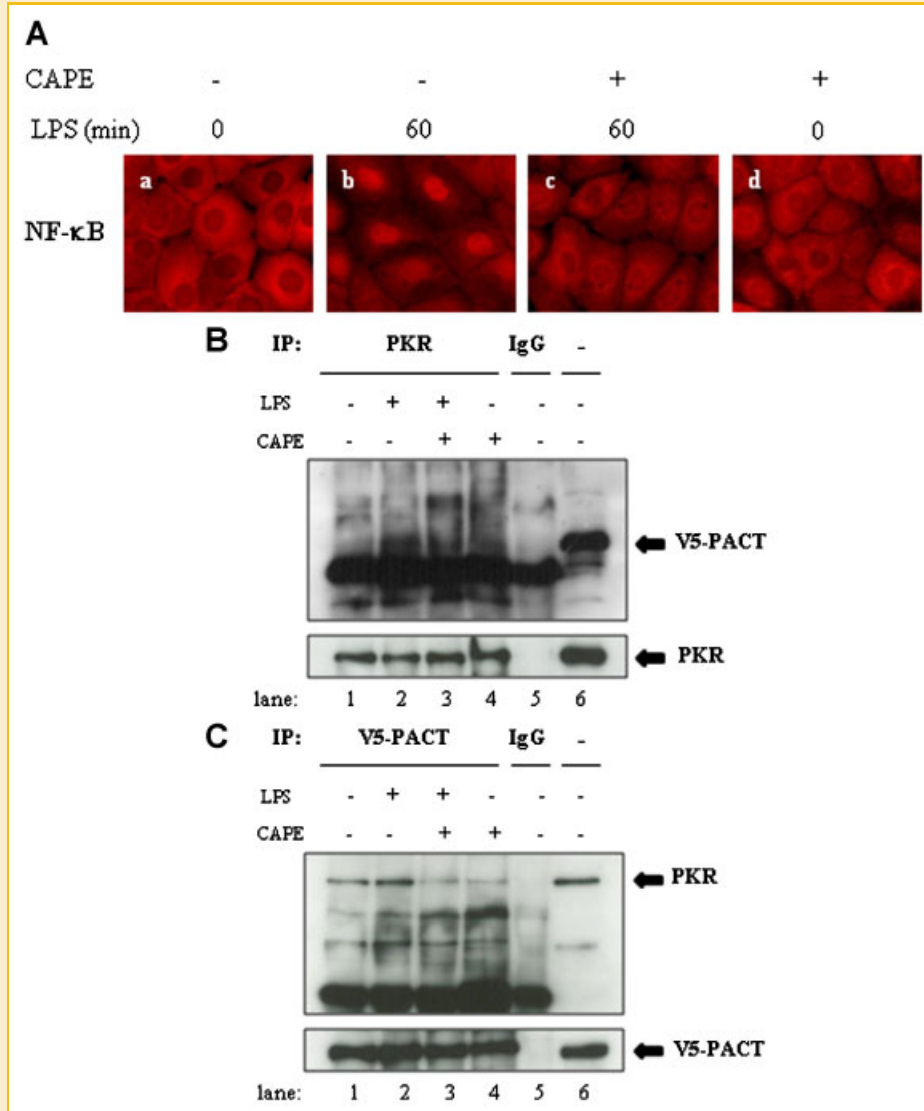 A
CAPE - - + +
LPS (min) 0 60 60 0
NF-κB a b c d
B IP: PKR IgG -
LPS - + + - - -
CAPE - - + + - -
V5-PACT
PKR
lane: 1 2 3 4 5 6
C IP: V5-PACT IgG -
LPS - + + - - -
CAPE - - + + - -
PKR
V5-PACT
lane: 1 2 3 4 5 6